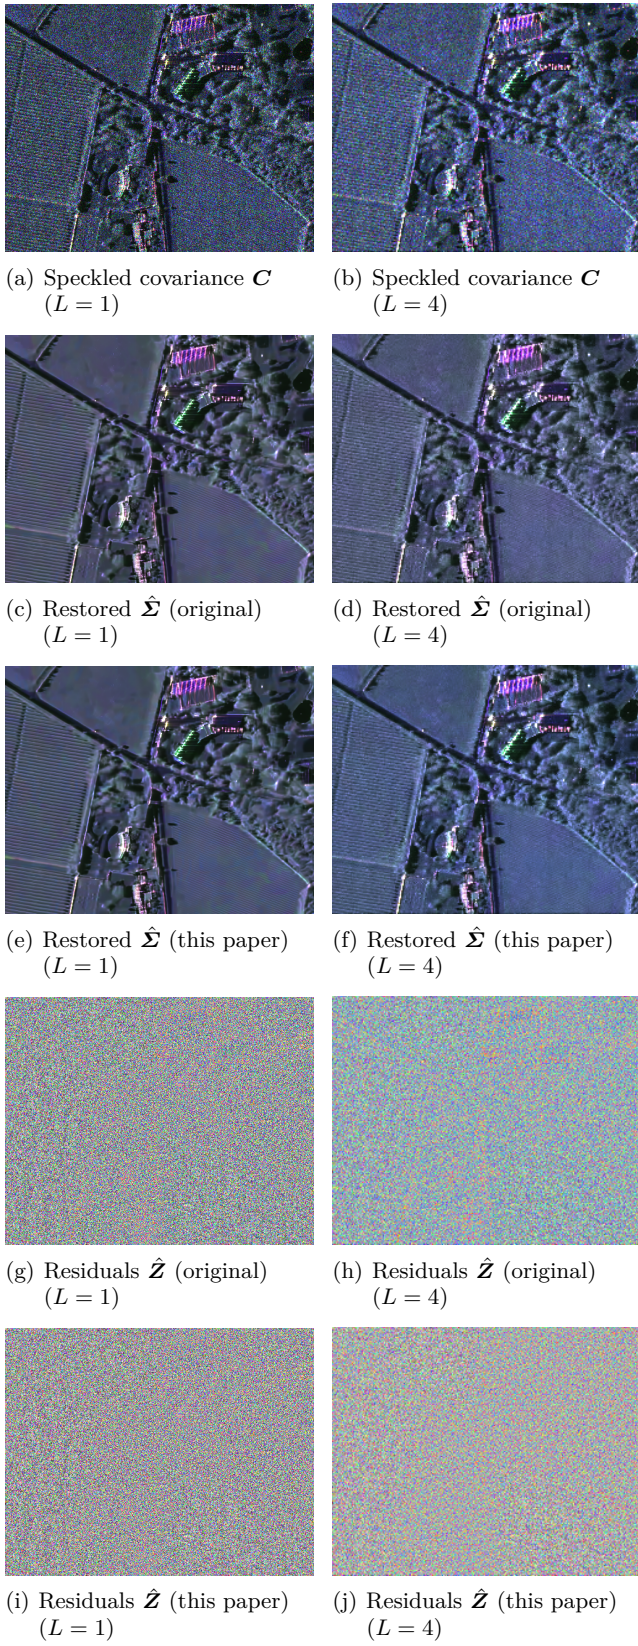 (a) Speckled covariance C
(L = 1)
(b) Speckled covariance C
(L = 4)
(c) Restored Σ̂ (original)
(L = 1)
(d) Restored Σ̂ (original)
(L = 4)
(e) Restored Σ̂ (this paper)
(L = 1)
(f) Restored Σ̂ (this paper)
(L = 4)
(g) Residuals Ẑ (original)
(L = 1)
(h) Residuals Ẑ (original)
(L = 4)
(i) Residuals Ẑ (this paper)
(L = 1)
(j) Residuals Ẑ (this paper)
(L = 4)